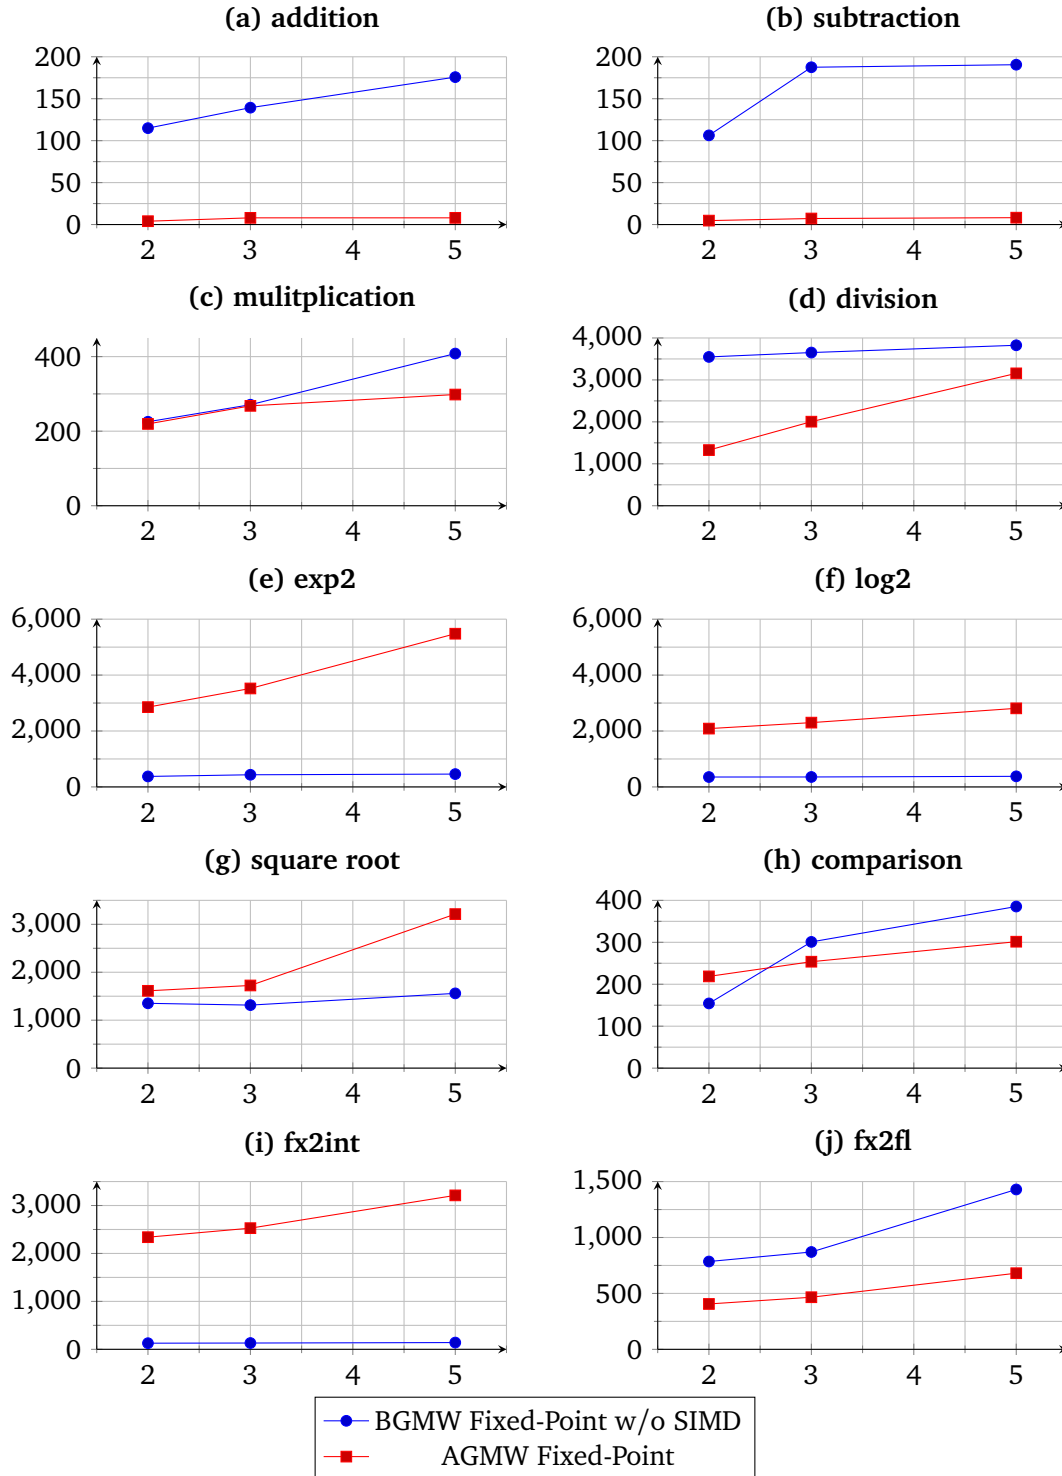 (a) addition
(b) subtraction
200
150
100
50
0
2 3 4 5
200
150
100
50
0
2 3 4 5
(c) mulitplication
(d) division
400
200
0
2 3 4 5
4,000
3,000
2,000
1,000
0
2 3 4 5
(e) exp2
(f) log2
6,000
4,000
2,000
0
2 3 4 5
6,000
4,000
2,000
0
2 3 4 5
(g) square root
(h) comparison
3,000
2,000
1,000
0
2 3 4 5
400
300
200
100
0
2 3 4 5
(i) fx2int
(j) fx2fl
3,000
2,000
1,000
0
2 3 4 5
1,500
1,000
500
0
2 3 4 5
BGMW Fixed-Point w/o SIMD
AGMW Fixed-Point